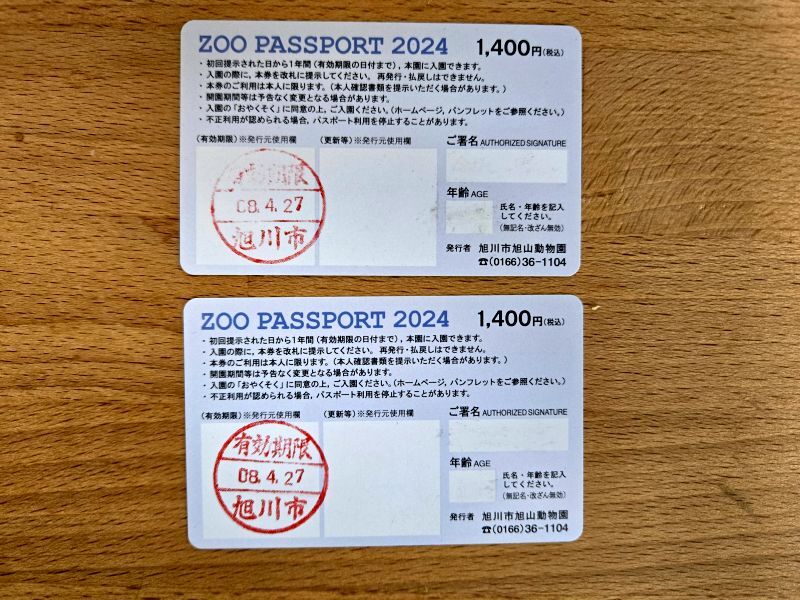 ZOO PASSPORT 2024 1,400円(税込)
・初回提示された日から1年間(有効期限の日付まで)，本園に入園できます。
・入園の際に，本券を改札に提示してください。再発行・払戻しはできません。
・本券のご利用は本人に限ります。(本人確認書類を提示いただく場合があります。)
・開園期間等は予告なく変更となる場合があります。
・入園の「おやくそく」に同意の上，ご入園ください。(ホームページ，パンフレットをご参照ください。)
・不正利用が認められる場合，パスポート利用を停止することがあります。
(有効期限)※発行元使用欄 (更新等)※発行元使用欄
ご署名 AUTHORIZED SIGNATURE
有効期限
08.4.27
旭川市
年齢 AGE
氏名・年齢を記入
してください。
(無記名・改ざん無効)
発行者 旭川市旭山動物園
☎(0166)36-1104
ZOO PASSPORT 2024 1,400円(税込)
・初回提示された日から1年間(有効期限の日付まで)，本園に入園できます。
・入園の際に，本券を改札に提示してください。再発行・払戻しはできません。
・本券のご利用は本人に限ります。(本人確認書類を提示いただく場合があります。)
・開園期間等は予告なく変更となる場合があります。
・入園の「おやくそく」に同意の上，ご入園ください。(ホームページ，パンフレットをご参照ください。)
・不正利用が認められる場合，パスポート利用を停止することがあります。
(有効期限)※発行元使用欄 (更新等)※発行元使用欄
ご署名 AUTHORIZED SIGNATURE
有効期限
08.4.27
旭川市
年齢 AGE
氏名・年齢を記入
してください。
(無記名・改ざん無効)
発行者 旭川市旭山動物園
☎(0166)36-1104